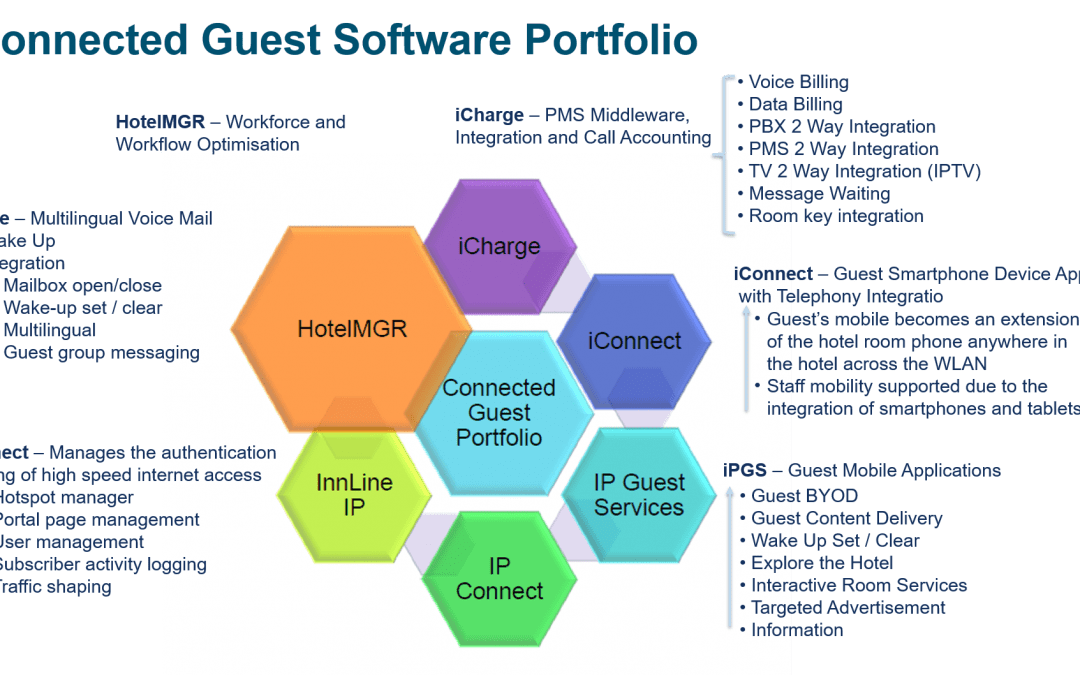 onnected Guest Software Portfolio
HotelMGR – Workforce and
Workflow Optimisation
iCharge – PMS Middleware,
Integration and Call Accounting
• Voice Billing
• Data Billing
• PBX 2 Way Integration
• PMS 2 Way Integration
• TV 2 Way Integration (IPTV)
• Message Waiting
• Room key integration
e – Multilingual Voice Mail
ake Up
egration
Mailbox open/close
Wake-up set / clear
Multilingual
Guest group messaging
iCharge
HotelMGR
iConnect
Connected
Guest
Portfolio
InnLine
IP
IP Guest
Services
IP
Connect
iConnect – Guest Smartphone Device App
with Telephony Integratio
• Guest's mobile becomes an extension
of the hotel room phone anywhere in
the hotel across the WLAN
• Staff mobility supported due to the
integration of smartphones and tablets
nect – Manages the authentication
ng of high speed internet access
Hotspot manager
Portal page management
User management
Subscriber activity logging
Traffic shaping
iPGS – Guest Mobile Applications
• Guest BYOD
• Guest Content Delivery
• Wake Up Set / Clear
• Explore the Hotel
• Interactive Room Services
• Targeted Advertisement
• Information